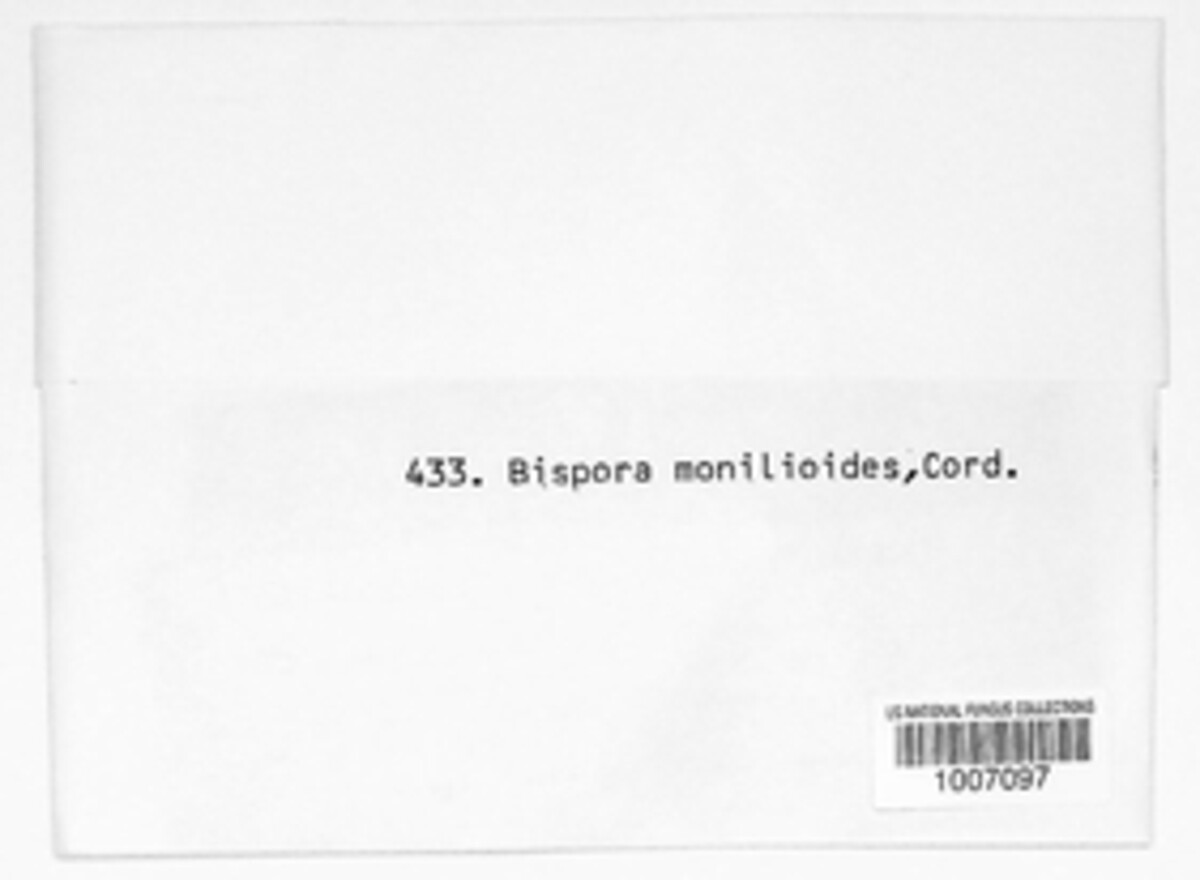 433. Bispora monilioides,Cord.
US NATIONAL FUNGUS COLLECTIONS
1007097